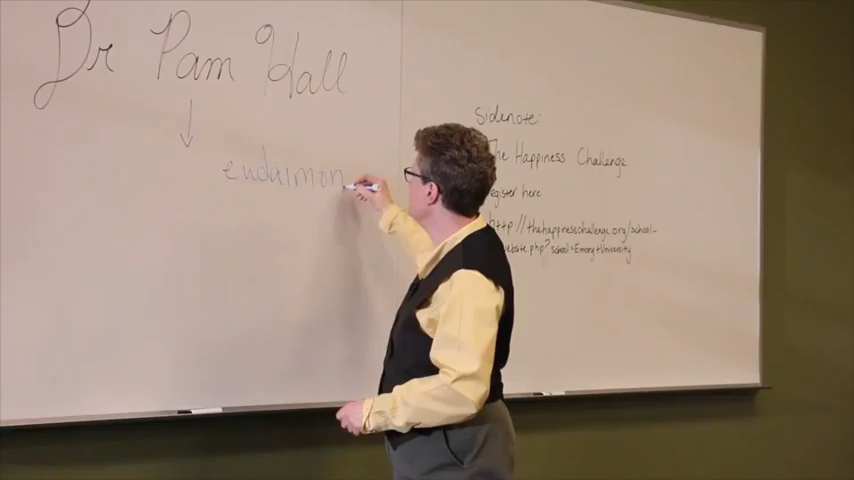 Dr Pam Hall
↓
eudaimon
Sidenote:
The Happiness Challenge
register here
http://thehappinesschallenge.org/school-
website.php?school=Emory+University